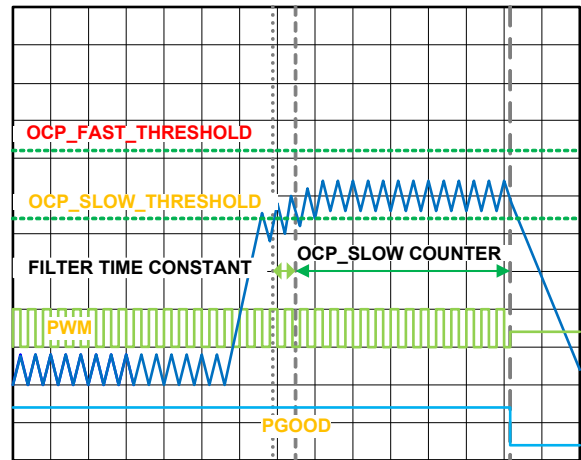 OCP_FAST_THRESHOLD
OCP_SLOW_THRESHOLD
OCP_SLOW COUNTER
FILTER TIME CONSTANT
PWM
PGOOD